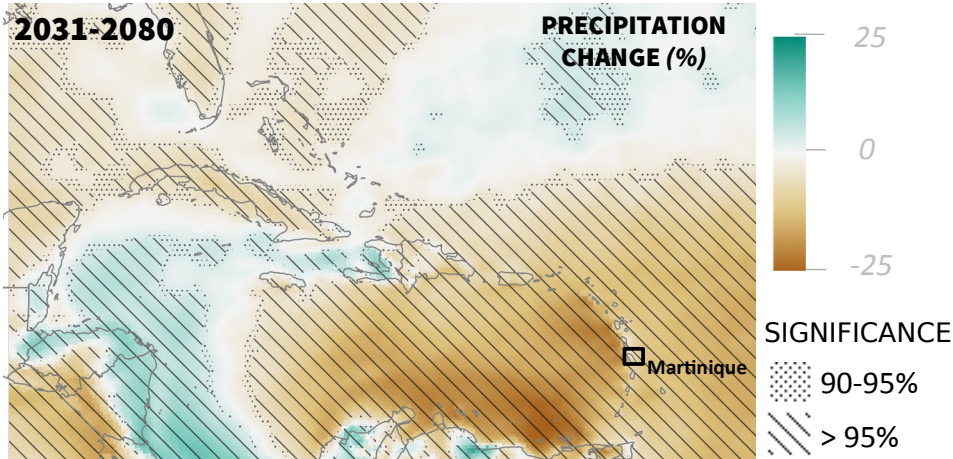 2031-2080
PRECIPITATION
CHANGE (%)
25
0
-25
Martinique
SIGNIFICANCE
90-95%
> 95%